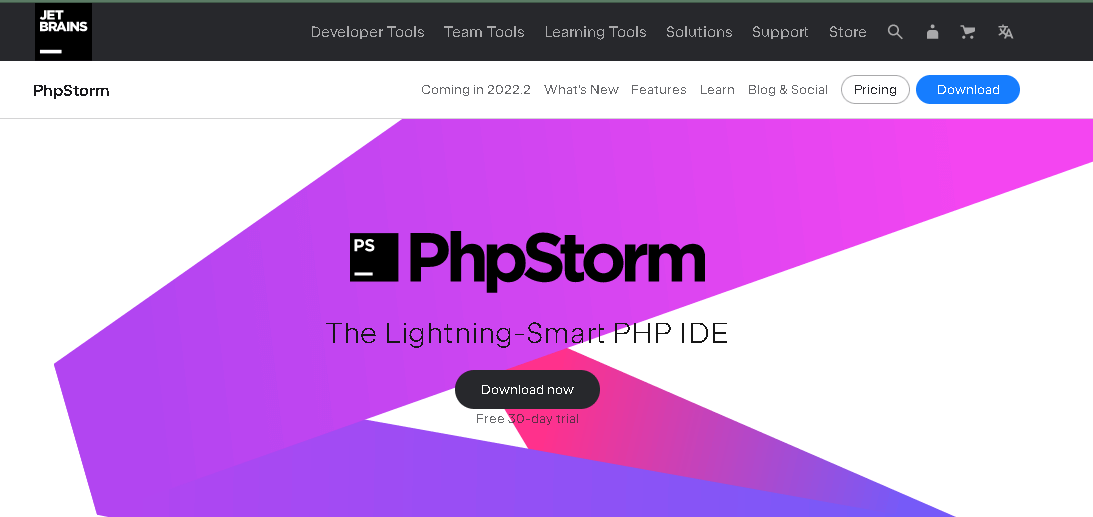 JET
BRAINS
Developer Tools Team Tools Learning Tools Solutions Support Store
PhpStorm Coming in 2022.2 What's New Features Learn Blog & Social Pricing Download
PS PhpStorm
The Lightning-Smart PHP IDE
Download now
Free 30-day trial